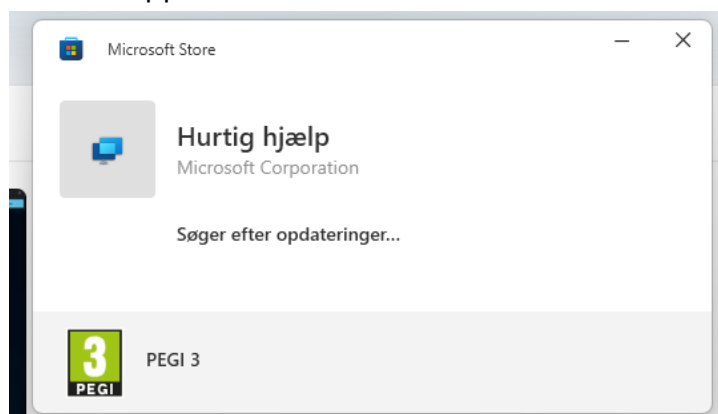 Microsoft Store
Hurtig hjælp
Microsoft Corporation
Søger efter opdateringer...
3
PEGI
PEGI 3